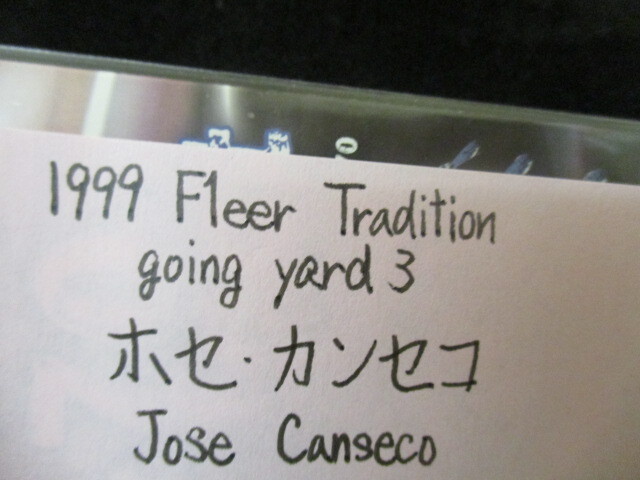 1999 Fleer Tradition
going yard 3
ホセ・カンセコ
Jose Canseco